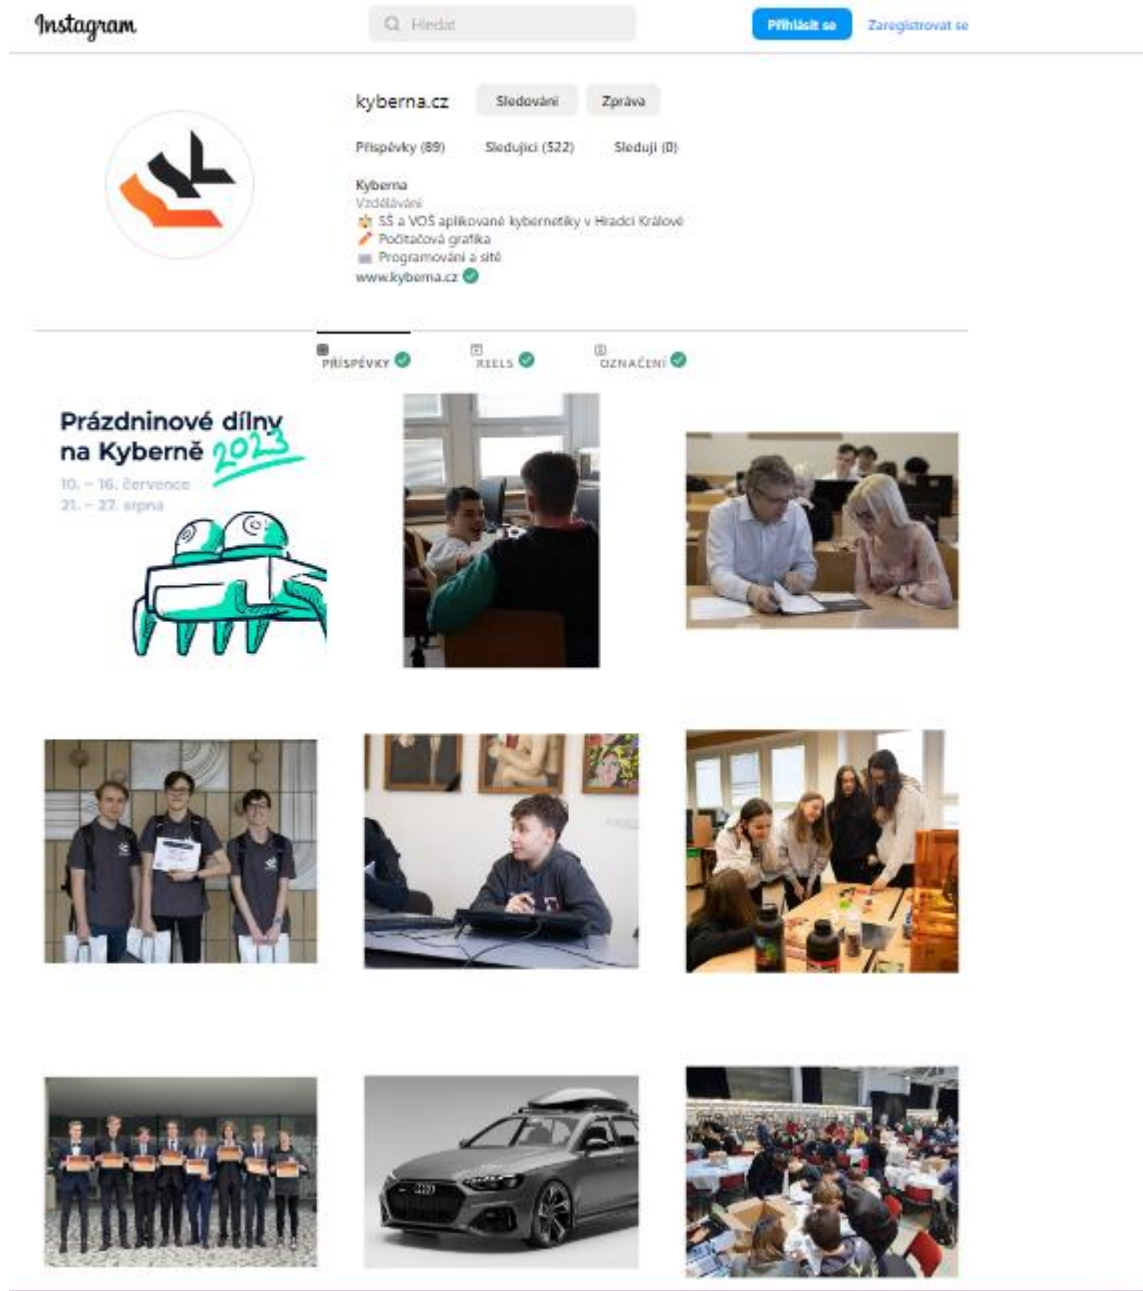 Instagram
Hledat
Přihlásit se
Zaregistrovat se
kyberna.cz
Sledování
Zpráva
Příspěvky (89)
Sledující (522)
Sleduji (0)
Kyberna
Vzdělávání
SŠ a VOŠ aplikované kybernetiky v Hradci Králové
Počítačová grafika
Programování a sítě
www.kyberna.cz
PŘÍSPĚVKY
REELS
OZNAČENÍ
Prázdninové dílny
na Kyberně 2023
10. – 16. července
21. – 27. srpna